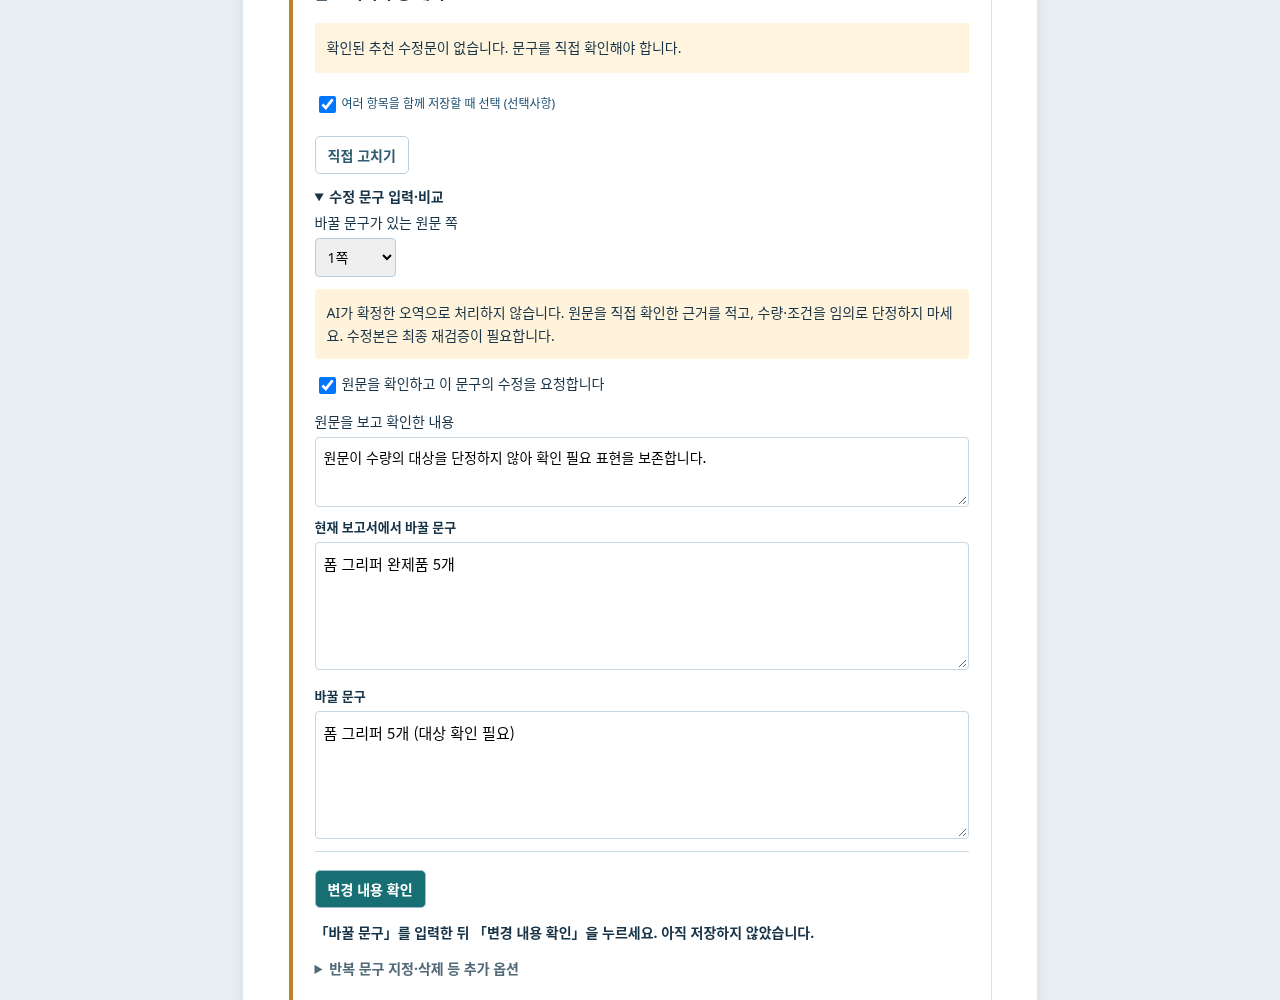 확인된 추천 수정문이 없습니다. 문구를 직접 확인해야 합니다.
여러 항목을 함께 저장할 때 선택 (선택사항)
직접 고치기
▼ 수정 문구 입력·비교
바꿀 문구가 있는 원문 쪽
1쪽
AI가 확정한 오역으로 처리하지 않습니다. 원문을 직접 확인한 근거를 적고, 수량·조건을 임의로 단정하지 마세
요. 수정본은 최종 재검증이 필요합니다.
원문을 확인하고 이 문구의 수정을 요청합니다
원문을 보고 확인한 내용
원문이 수량의 대상을 단정하지 않아 확인 필요 표현을 보존합니다.
현재 보고서에서 바꿀 문구
폼 그리퍼 완제품 5개
바꿀 문구
폼 그리퍼 5개 (대상 확인 필요)
변경 내용 확인
「바꿀 문구」를 입력한 뒤 「변경 내용 확인」을 누르세요. 아직 저장하지 않았습니다.
▶ 반복 문구 지정·삭제 등 추가 옵션